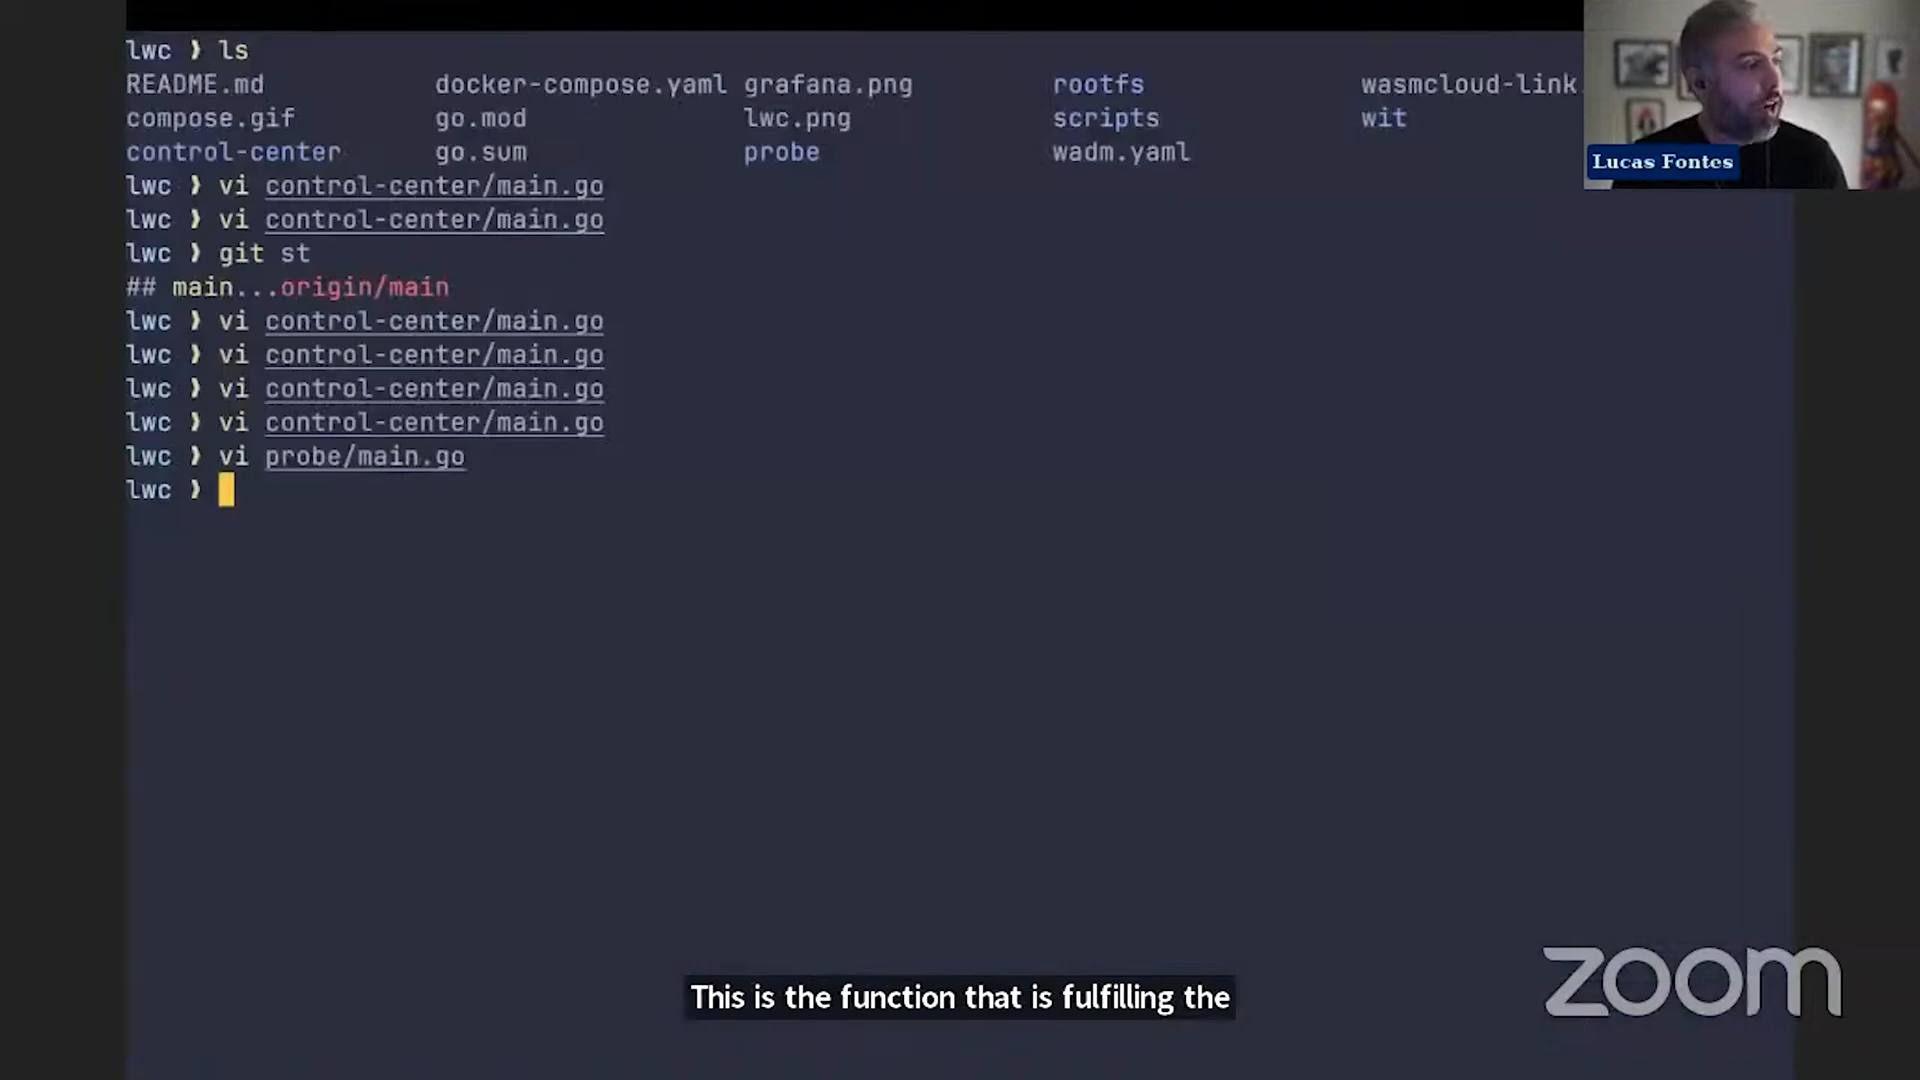 lwc ❯ ls
README.md docker-compose.yaml grafana.png rootfs wasmcloud-link.
compose.gif go.mod lwc.png scripts wit
control-center go.sum probe wadm.yaml
lwc ❯ vi control-center/main.go
lwc ❯ vi control-center/main.go
lwc ❯ git st
## main...origin/main
lwc ❯ vi control-center/main.go
lwc ❯ vi control-center/main.go
lwc ❯ vi control-center/main.go
lwc ❯ vi control-center/main.go
lwc ❯ vi probe/main.go
lwc ❯
Lucas Fontes
This is the function that is fulfilling the
zoom